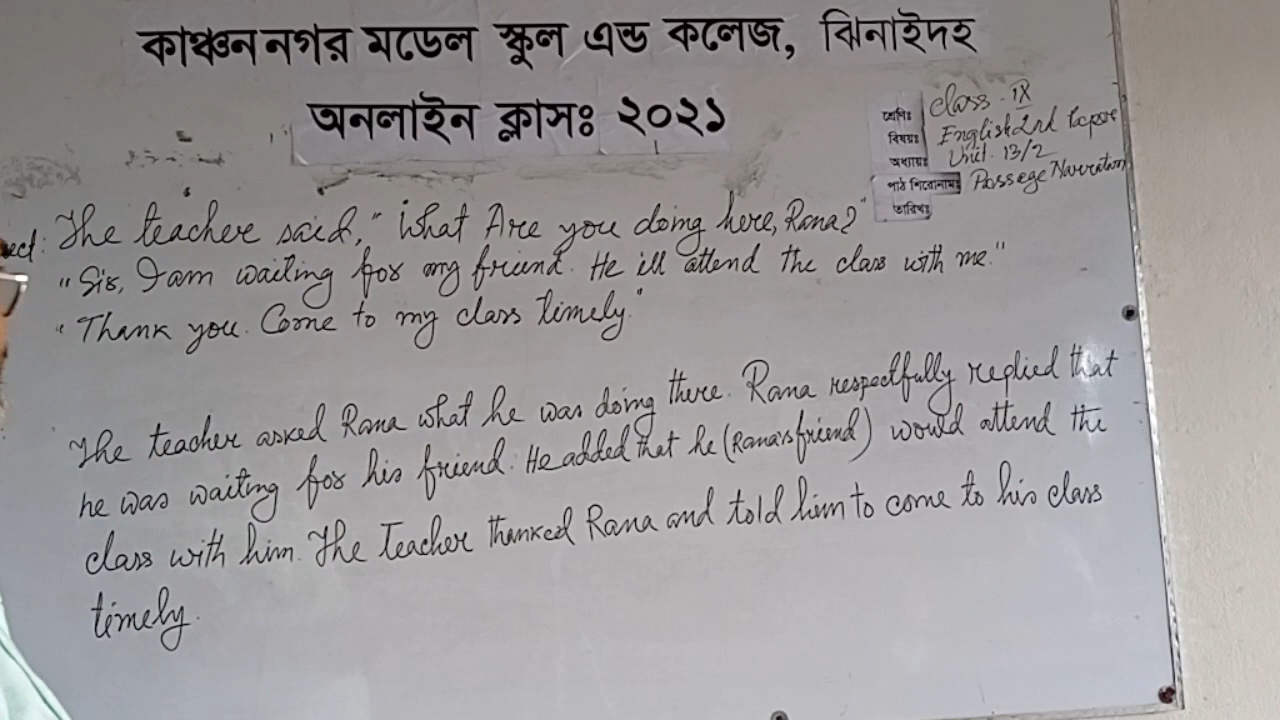 কাঞ্চননগর মডেল স্কুল এন্ড কলেজ, ঝিনাইদহ
অনলাইন ক্লাসঃ ২০২১
শ্রেণিঃ Class - IX
বিষয়ঃ English 2nd Paper
অধ্যায়ঃ Unit - 13/2
পাঠ শিরোনামঃ Passege Narration
তারিখঃ
ect: The teacher said, "What Are you doing here, Rana?"
"Sir, I am waiting for my friend. He ill attend the class with me."
"Thank you. Come to my class timely."
The teacher asked Rana what he was doing there. Rana respectfully replied that
he was waiting for his friend. He added that he (Rana's friend) would attend the
class with him. The Teacher thanked Rana and told him to come to his class
timely.